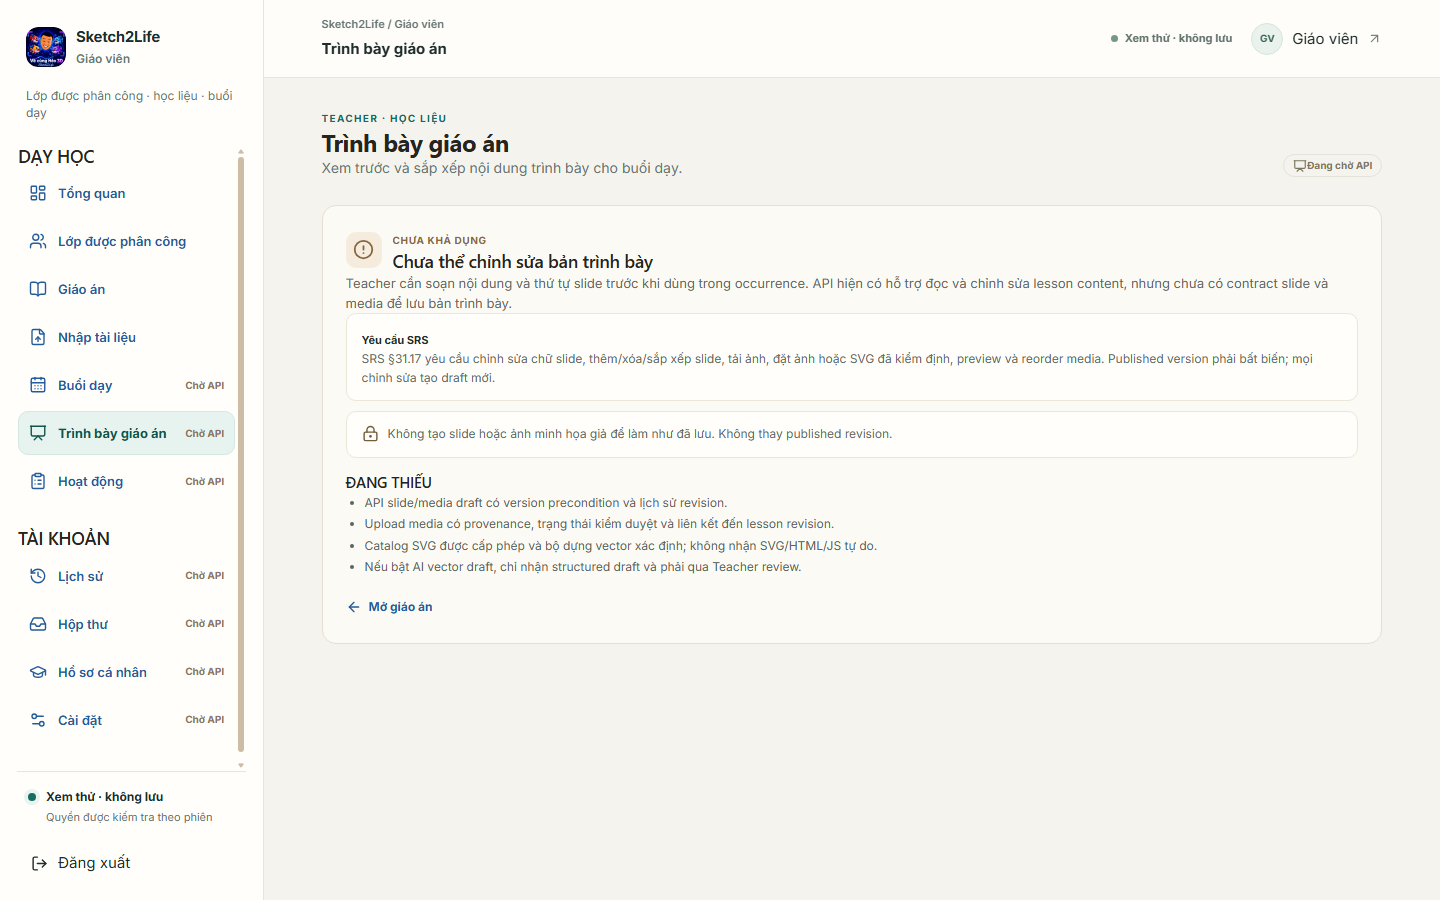 Sketch2Life
Giáo viên
Lớp được phân công · học liệu · buổi
dạy
DẠY HỌC
Tổng quan
Lớp được phân công
Giáo án
Nhập tài liệu
Buổi dạy Chờ API
Trình bày giáo án Chờ API
Hoạt động Chờ API
TÀI KHOẢN
Lịch sử Chờ API
Hộp thư Chờ API
Hồ sơ cá nhân Chờ API
Cài đặt Chờ API
Xem thử · không lưu
Quyền được kiểm tra theo phiên
Đăng xuất
Sketch2Life / Giáo viên
Trình bày giáo án
Xem thử · không lưu
GV Giáo viên
TEACHER · HỌC LIỆU
Trình bày giáo án
Xem trước và sắp xếp nội dung trình bày cho buổi dạy.
Đang chờ API
CHƯA KHẢ DỤNG
Chưa thể chỉnh sửa bản trình bày
Teacher cần soạn nội dung và thứ tự slide trước khi dùng trong occurrence. API hiện có hỗ trợ đọc và chỉnh sửa lesson content, nhưng chưa có contract slide và
media để lưu bản trình bày.
Yêu cầu SRS
SRS §31.17 yêu cầu chỉnh sửa chữ slide, thêm/xóa/sắp xếp slide, tải ảnh, đặt ảnh hoặc SVG đã kiểm định, preview và reorder media. Published version phải bất biến; mọi
chỉnh sửa tạo draft mới.
Không tạo slide hoặc ảnh minh họa giả để làm như đã lưu. Không thay published revision.
ĐANG THIẾU
• API slide/media draft có version precondition và lịch sử revision.
• Upload media có provenance, trạng thái kiểm duyệt và liên kết đến lesson revision.
• Catalog SVG được cấp phép và bộ dựng vector xác định; không nhận SVG/HTML/JS tự do.
• Nếu bật AI vector draft, chỉ nhận structured draft và phải qua Teacher review.
Mở giáo án